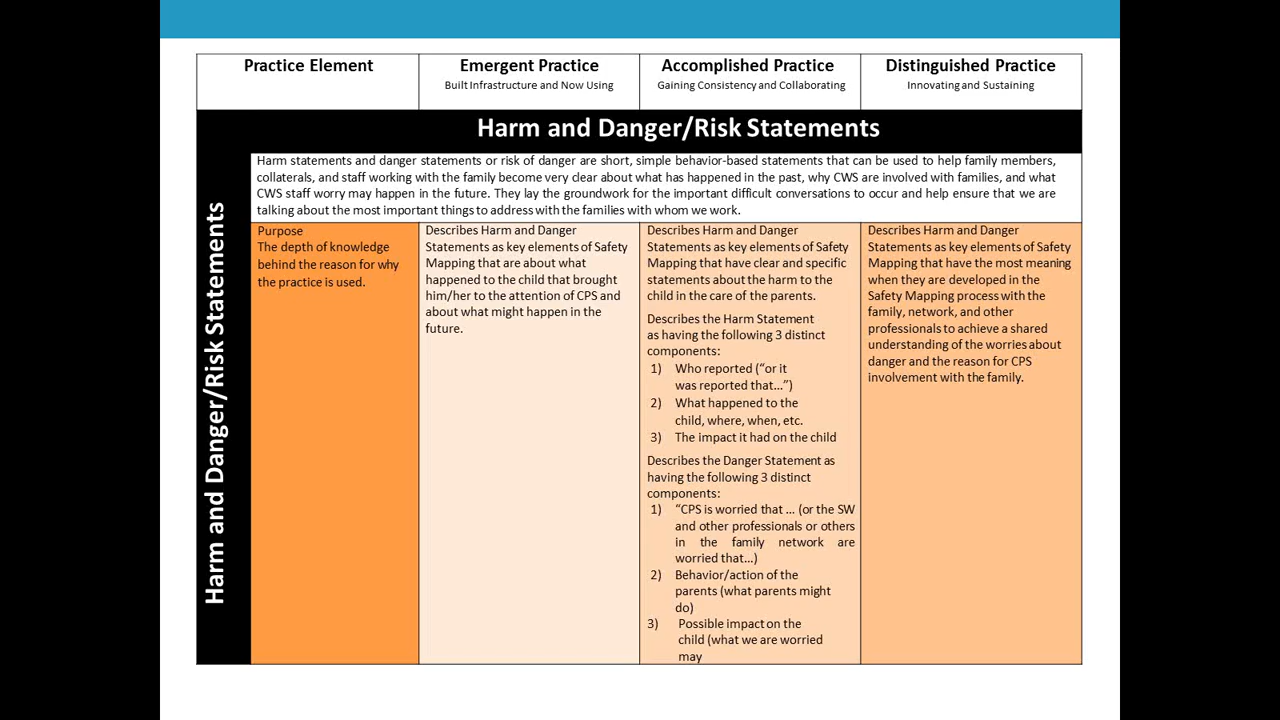 Practice Element
Emergent Practice
Built Infrastructure and Now Using
Accomplished Practice
Gaining Consistency and Collaborating
Distinguished Practice
Innovating and Sustaining
Harm and Danger/Risk Statements
Harm and Danger/Risk Statements
Harm statements and danger statements or risk of danger are short, simple behavior-based statements that can be used to help family members,
collaterals, and staff working with the family become very clear about what has happened in the past, why CWS are involved with families, and what
CWS staff worry may happen in the future. They lay the groundwork for the important difficult conversations to occur and help ensure that we are
talking about the most important things to address with the families with whom we work.
Purpose
The depth of knowledge
behind the reason for why
the practice is used.
Describes Harm and Danger
Statements as key elements of Safety
Mapping that are about what
happened to the child that brought
him/her to the attention of CPS and
about what might happen in the
future.
Describes Harm and Danger
Statements as key elements of Safety
Mapping that have clear and specific
statements about the harm to the
child in the care of the parents.
Describes the Harm Statement
as having the following 3 distinct
components:
1) Who reported (“or it
was reported that…”)
2) What happened to the
child, where, when, etc.
3) The impact it had on the child
Describes the Danger Statement as
having the following 3 distinct
components:
1) “CPS is worried that … (or the SW
and other professionals or others
in the family network are
worried that…)
2) Behavior/action of the
parents (what parents might
do)
3) Possible impact on the
child (what we are worried
may
Describes Harm and Danger
Statements as key elements of Safety
Mapping that have the most meaning
when they are developed in the
Safety Mapping process with the
family, network, and other
professionals to achieve a shared
understanding of the worries about
danger and the reason for CPS
involvement with the family.